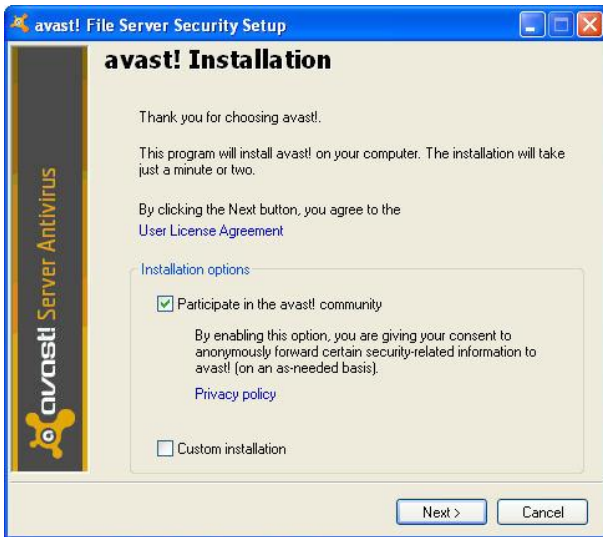 avast! File Server Security Setup
avast! Installation
avast! Server Antivirus
Thank you for choosing avast!.
This program will install avast! on your computer. The installation will take
just a minute or two.
By clicking the Next button, you agree to the
User License Agreement
Installation options
Participate in the avast! community
By enabling this option, you are giving your consent to
anonymously forward certain security-related information to
avast! (on an as-needed basis).
Privacy policy
Custom installation
Next >
Cancel